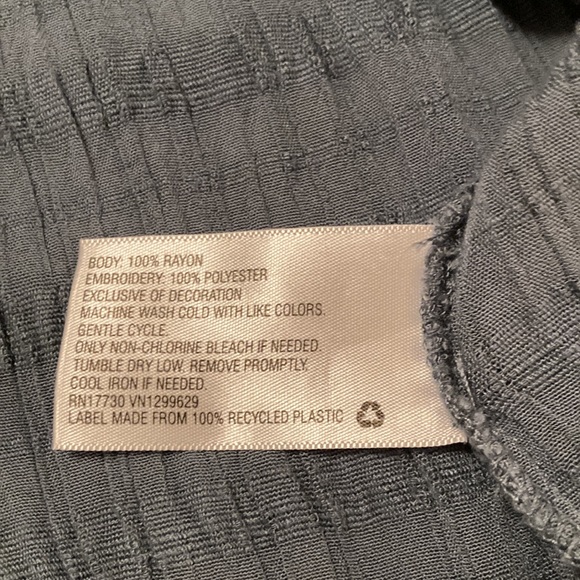 BODY: 100% RAYON
EMBROIDERY: 100% POLYESTER
EXCLUSIVE OF DECORATION
MACHINE WASH COLD WITH LIKE COLORS.
GENTLE CYCLE.
ONLY NON-CHLORINE BLEACH IF NEEDED.
TUMBLE DRY LOW. REMOVE PROMPTLY.
COOL IRON IF NEEDED.
RN17730 VN1299629
LABEL MADE FROM 100% RECYCLED PLASTIC